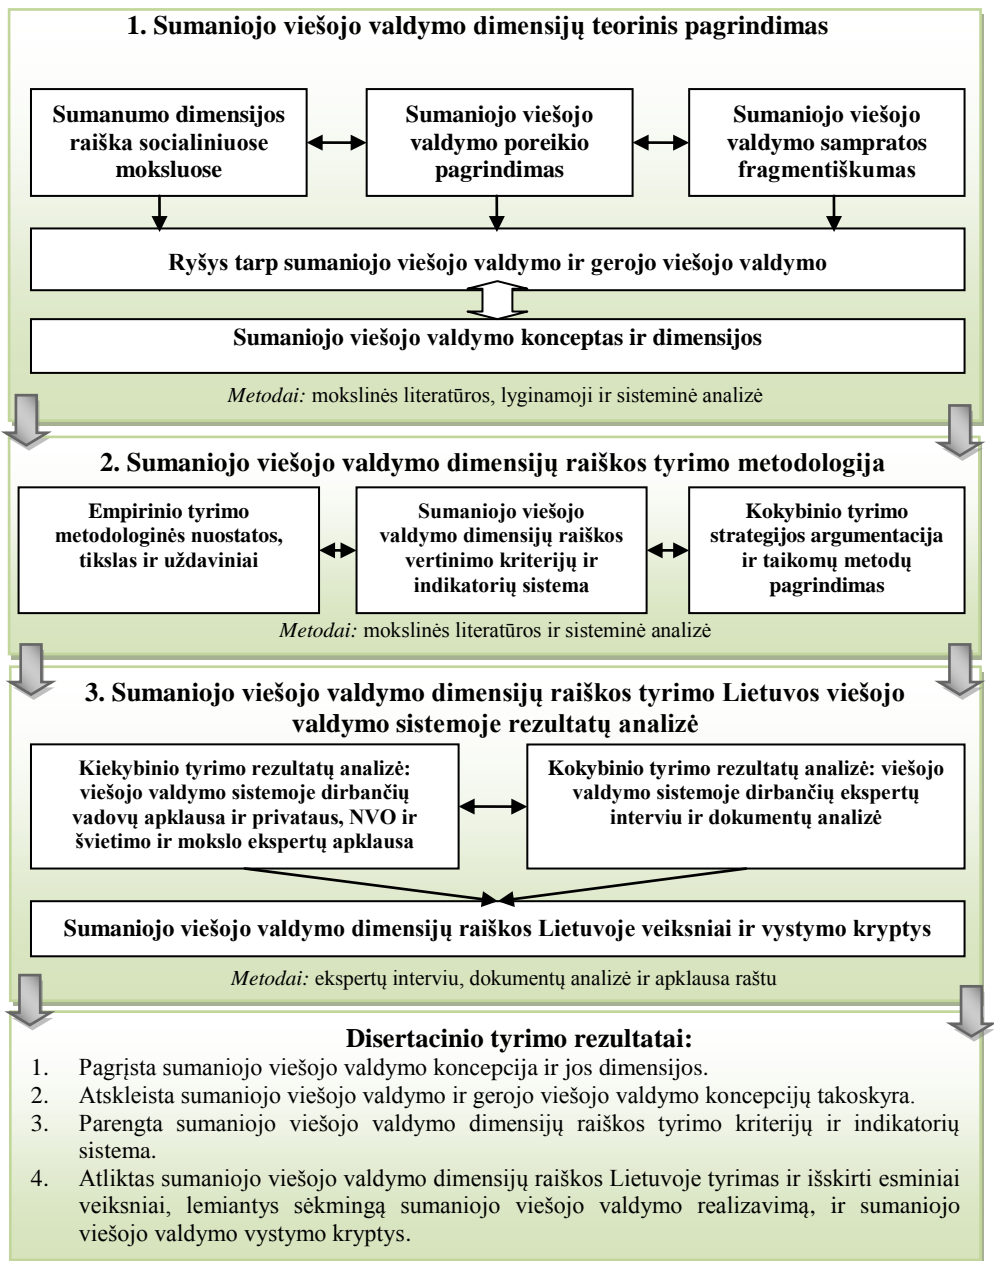 1. Sumaniojo viešojo valdymo dimensijų teorinis pagrindimas
Sumanumo dimensijos
raiška socialiniuose
moksluose
Sumaniojo viešojo
valdymo poreikio
pagrindimas
Sumaniojo viešojo
valdymo sampratos
fragmentiškumas
Ryšys tarp sumaniojo viešojo valdymo ir gerojo viešojo valdymo
Sumaniojo viešojo valdymo konceptas ir dimensijos
Metodai: mokslinės literatūros, lyginamoji ir sisteminė analizė
2. Sumaniojo viešojo valdymo dimensijų raiškos tyrimo metodologija
Empirinio tyrimo
metodologinės nuostatos,
tikslas ir uždaviniai
Sumaniojo viešojo
valdymo dimensijų raiškos
vertinimo kriterijų ir
indikatorių sistema
Kokybinio tyrimo
strategijos argumentacija
ir taikomų metodų
pagrindimas
Metodai: mokslinės literatūros ir sisteminė analizė
3. Sumaniojo viešojo valdymo dimensijų raiškos tyrimo Lietuvos viešojo
valdymo sistemoje rezultatų analizė
Kiekybinio tyrimo rezultatų analizė:
viešojo valdymo sistemoje dirbančių
vadovų apklausa ir privataus, NVO ir
švietimo ir mokslo ekspertų apklausa
Kokybinio tyrimo rezultatų analizė: viešojo
valdymo sistemoje dirbančių ekspertų
interviu ir dokumentų analizė
Sumaniojo viešojo valdymo dimensijų raiškos Lietuvoje veiksniai ir vystymo kryptys
Metodai: ekspertų interviu, dokumentų analizė ir apklausa raštu
Disertacinio tyrimo rezultatai:
1. Pagrįsta sumaniojo viešojo valdymo koncepcija ir jos dimensijos.
2. Atskleista sumaniojo viešojo valdymo ir gerojo viešojo valdymo koncepcijų takoskyra.
3. Parengta sumaniojo viešojo valdymo dimensijų raiškos tyrimo kriterijų ir indikatorių
sistema.
4. Atliktas sumaniojo viešojo valdymo dimensijų raiškos Lietuvoje tyrimas ir išskirti esminiai
veiksniai, lemiantys sėkmingą sumaniojo viešojo valdymo realizavimą, ir sumaniojo
viešojo valdymo vystymo kryptys.